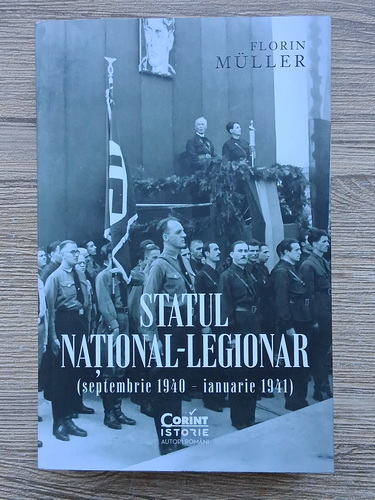 FLORIN
MÜLLER
STATUL
NAȚIONAL-LEGIONAR
(septembrie 1940 - ianuarie 1941)
CORINT
ISTORIE
AUTORI ROMÂNI